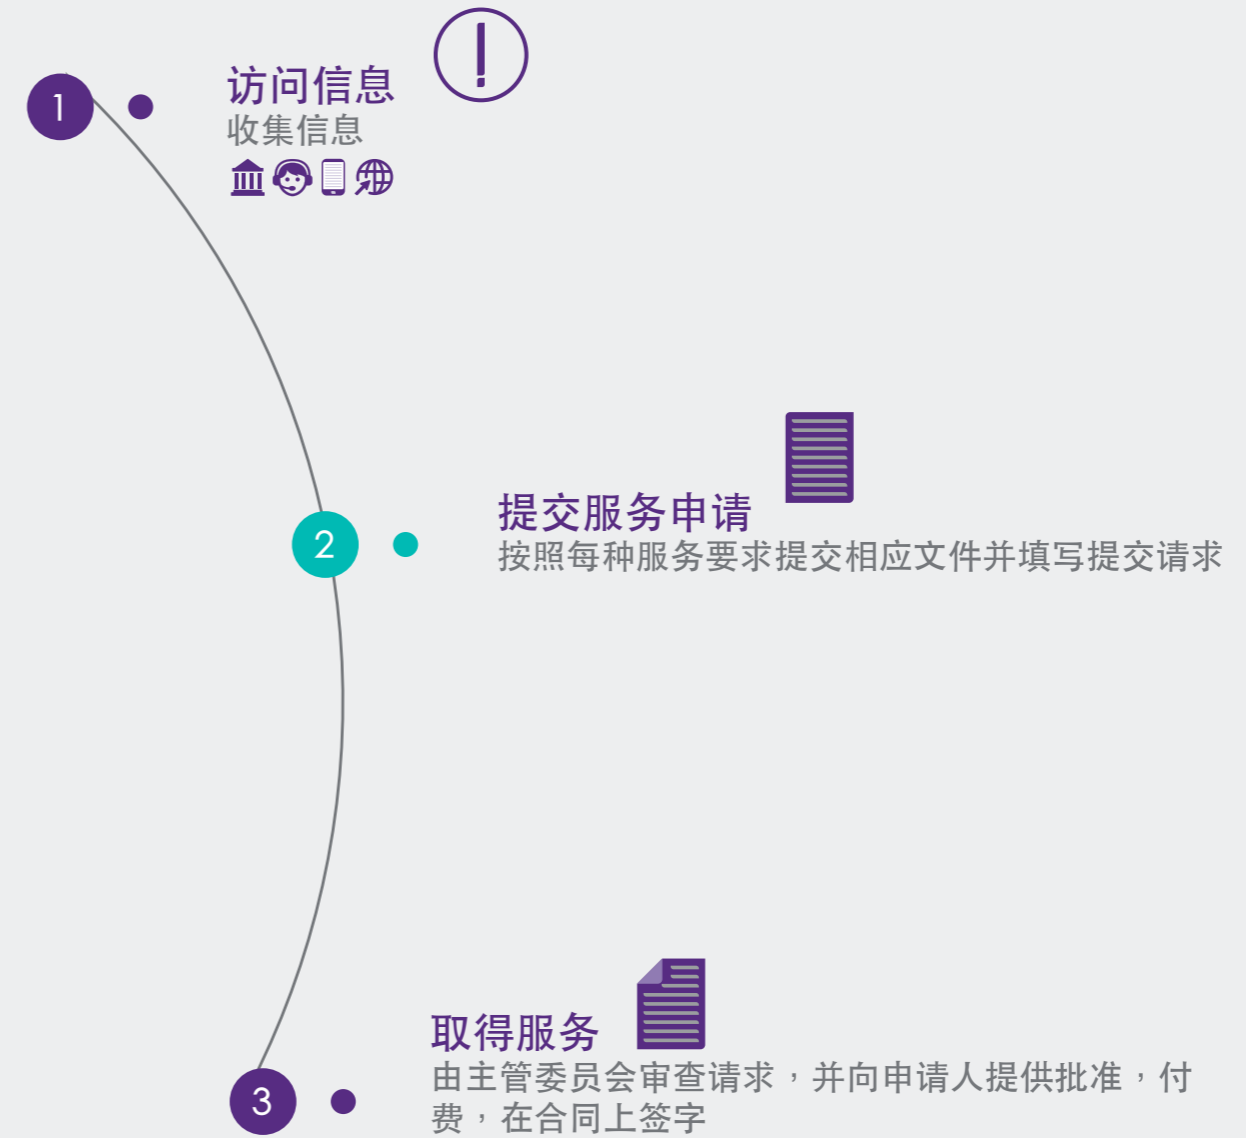 1
访问信息
收集信息
2
提交服务申请
按照每种服务要求提交相应文件并填写提交请求
3
取得服务
由主管委员会审查请求，并向申请人提供批准，付
费，在合同上签字